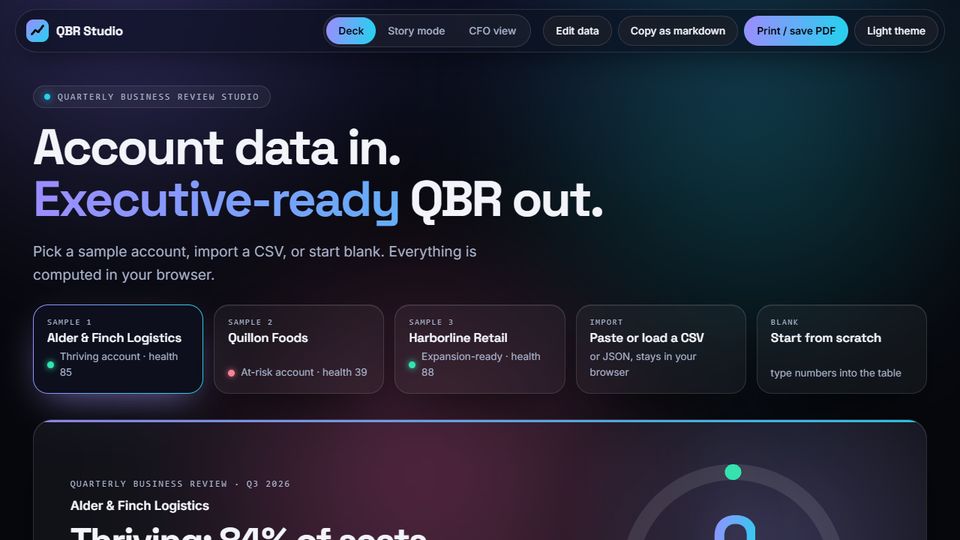 QBR Studio
Deck
Story mode
CFO view
Edit data
Copy as markdown
Print / save PDF
Light theme
QUARTERLY BUSINESS REVIEW STUDIO
Account data in.
Executive-ready QBR out.
Pick a sample account, import a CSV, or start blank. Everything is
computed in your browser.
SAMPLE 1
Alder & Finch Logistics
Thriving account · health
85
SAMPLE 2
Quillon Foods
At-risk account · health 39
SAMPLE 3
Harborline Retail
Expansion-ready · health
88
IMPORT
Paste or load a CSV
or JSON, stays in your
browser
BLANK
Start from scratch
type numbers into the table
QUARTERLY BUSINESS REVIEW · Q3 2026
Alder & Finch Logistics
Thriving: 84% of seats